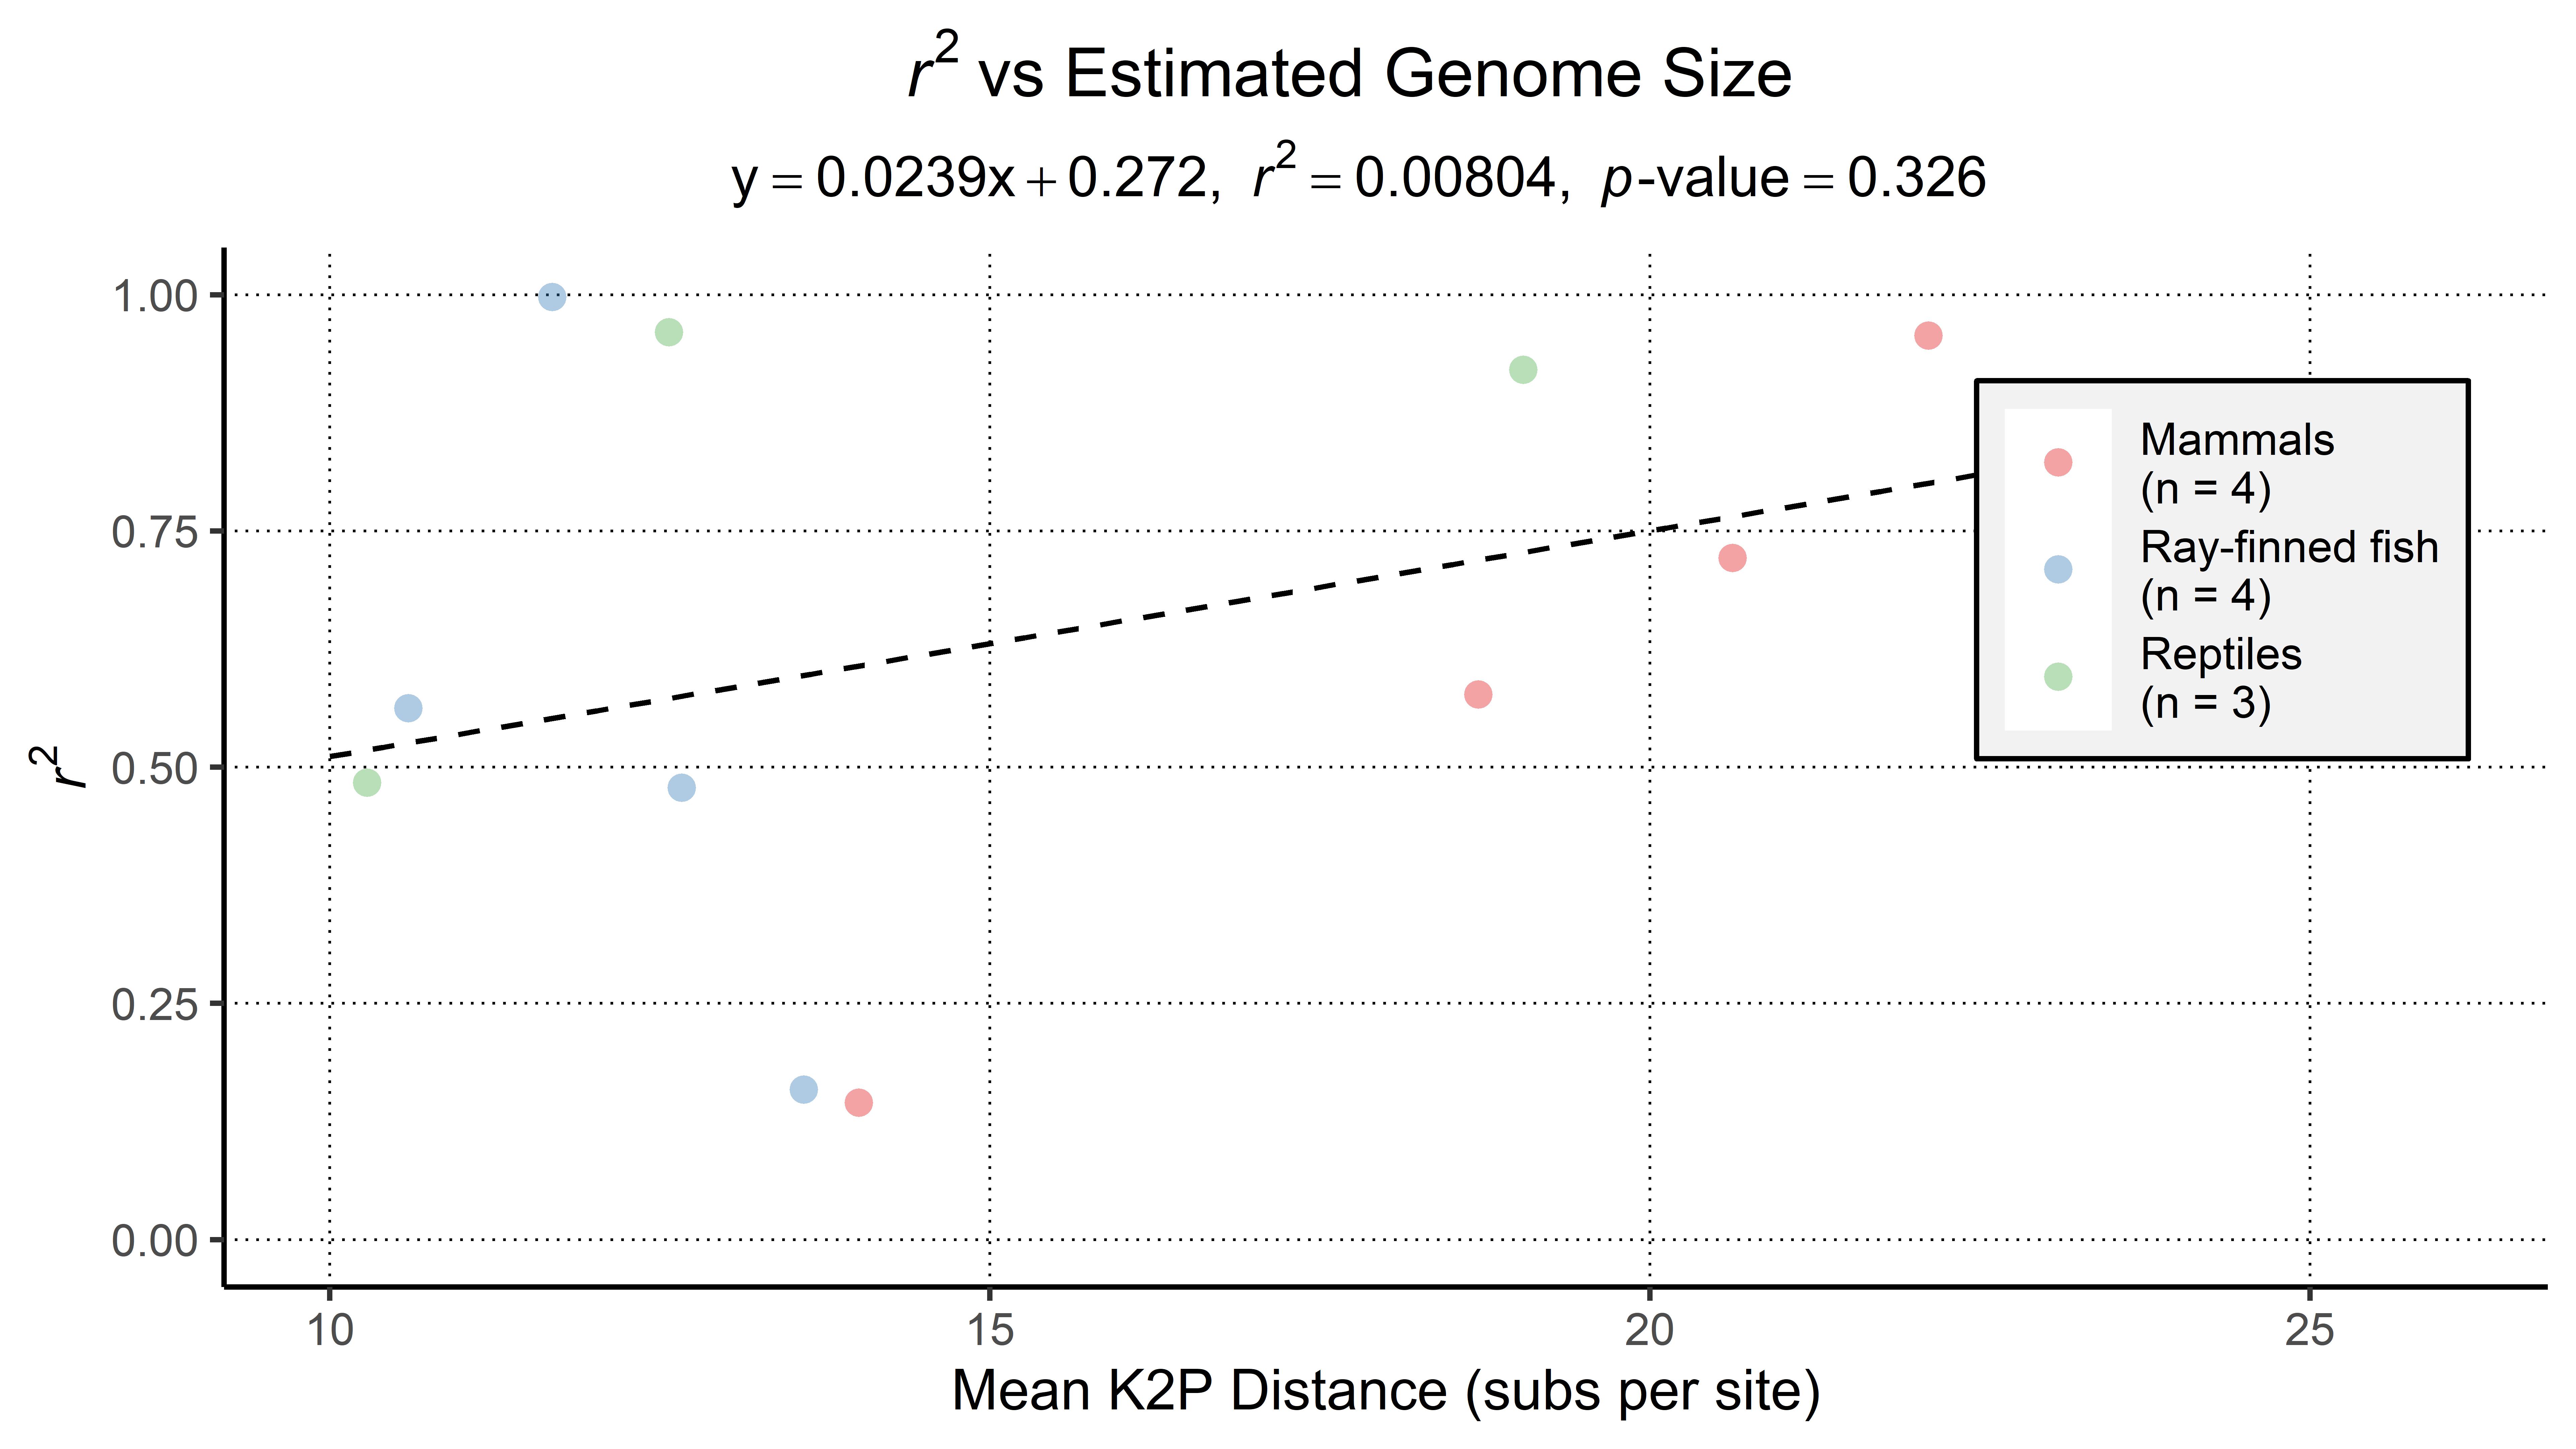 r² vs Estimated Genome Size
y = 0.0239x + 0.272, r² = 0.00804, p-value = 0.326
1.00
0.75
0.50
0.25
0.00
r²
Mammals
(n = 4)
Ray-finned fish
(n = 4)
Reptiles
(n = 3)
10 15 20 25
Mean K2P Distance (subs per site)